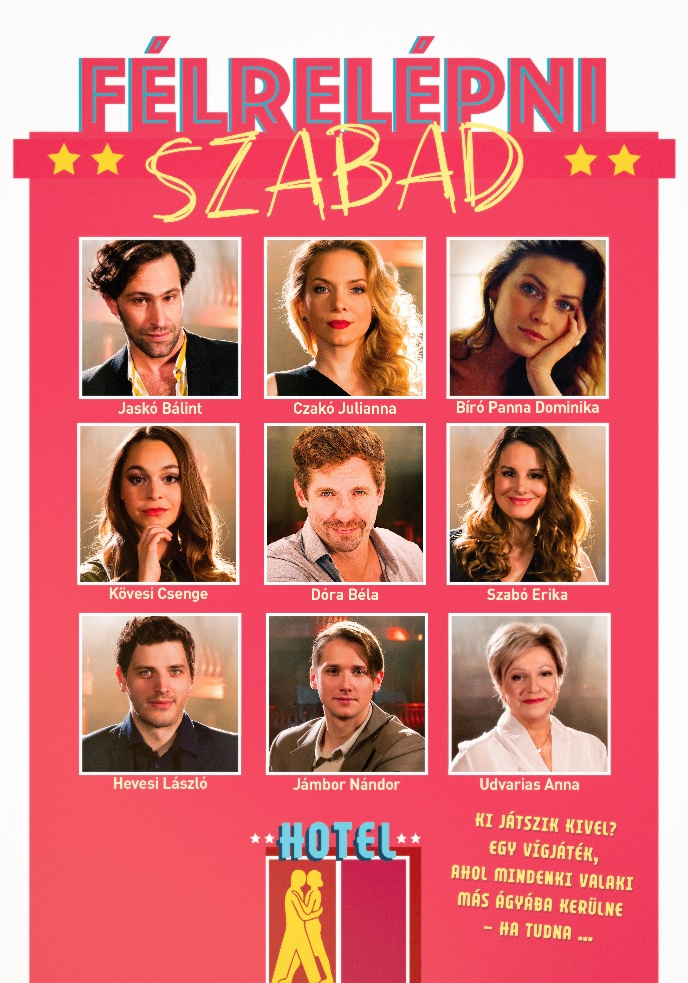 FÉLRELÉPNI
SZABAD
Jaskó Bálint
Czakó Julianna
Bíró Panna Dominika
Kövesi Csenge
Dóra Béla
Szabó Erika
Hevesi László
Jámbor Nándor
Udvarias Anna
HOTEL
KI JÁTSZIK KIVEL?
EGY VÍGJÁTÉK,
AHOL MINDENKI VALAKI
MÁS ÁGYÁBA KERÜLNE
– HA TUDNA ...